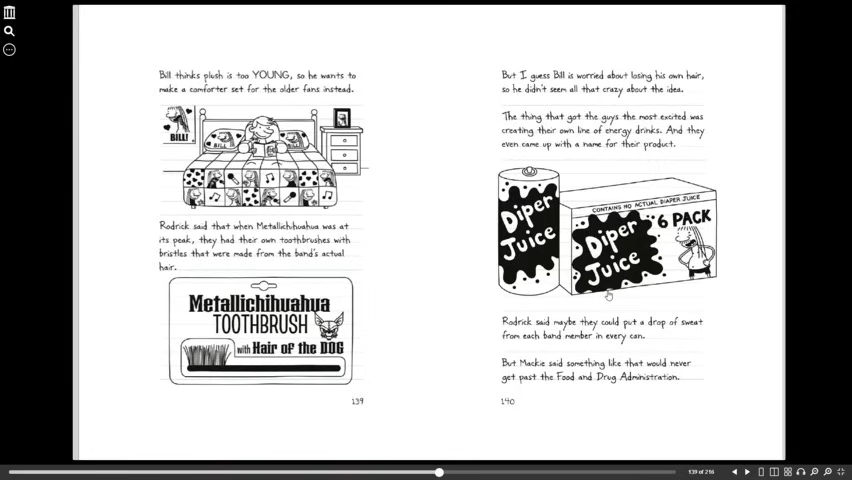 Bill thinks plush is too YOUNG, so he wants to
make a comforter set for the older fans instead.
BILL!
BILL
BILL
Rodrick said that when Metallichihuahua was at
its peak, they had their own toothbrushes with
bristles that were made from the band's actual
hair.
Metallichihuahua
TOOTHBRUSH
with Hair of the DOG
139
But I guess Bill is worried about losing his own hair,
so he didn't seem all that crazy about the idea.
The thing that got the guys the most excited was
creating their own line of energy drinks. And they
even came up with a name for their product.
Diper
Juice
CONTAINS NO ACTUAL DIAPER JUICE
6 PACK
Diper
Juice
Rodrick said maybe they could put a drop of sweat
from each band member in every can.
But Mackie said something like that would never
get past the Food and Drug Administration.
140
139 of 216